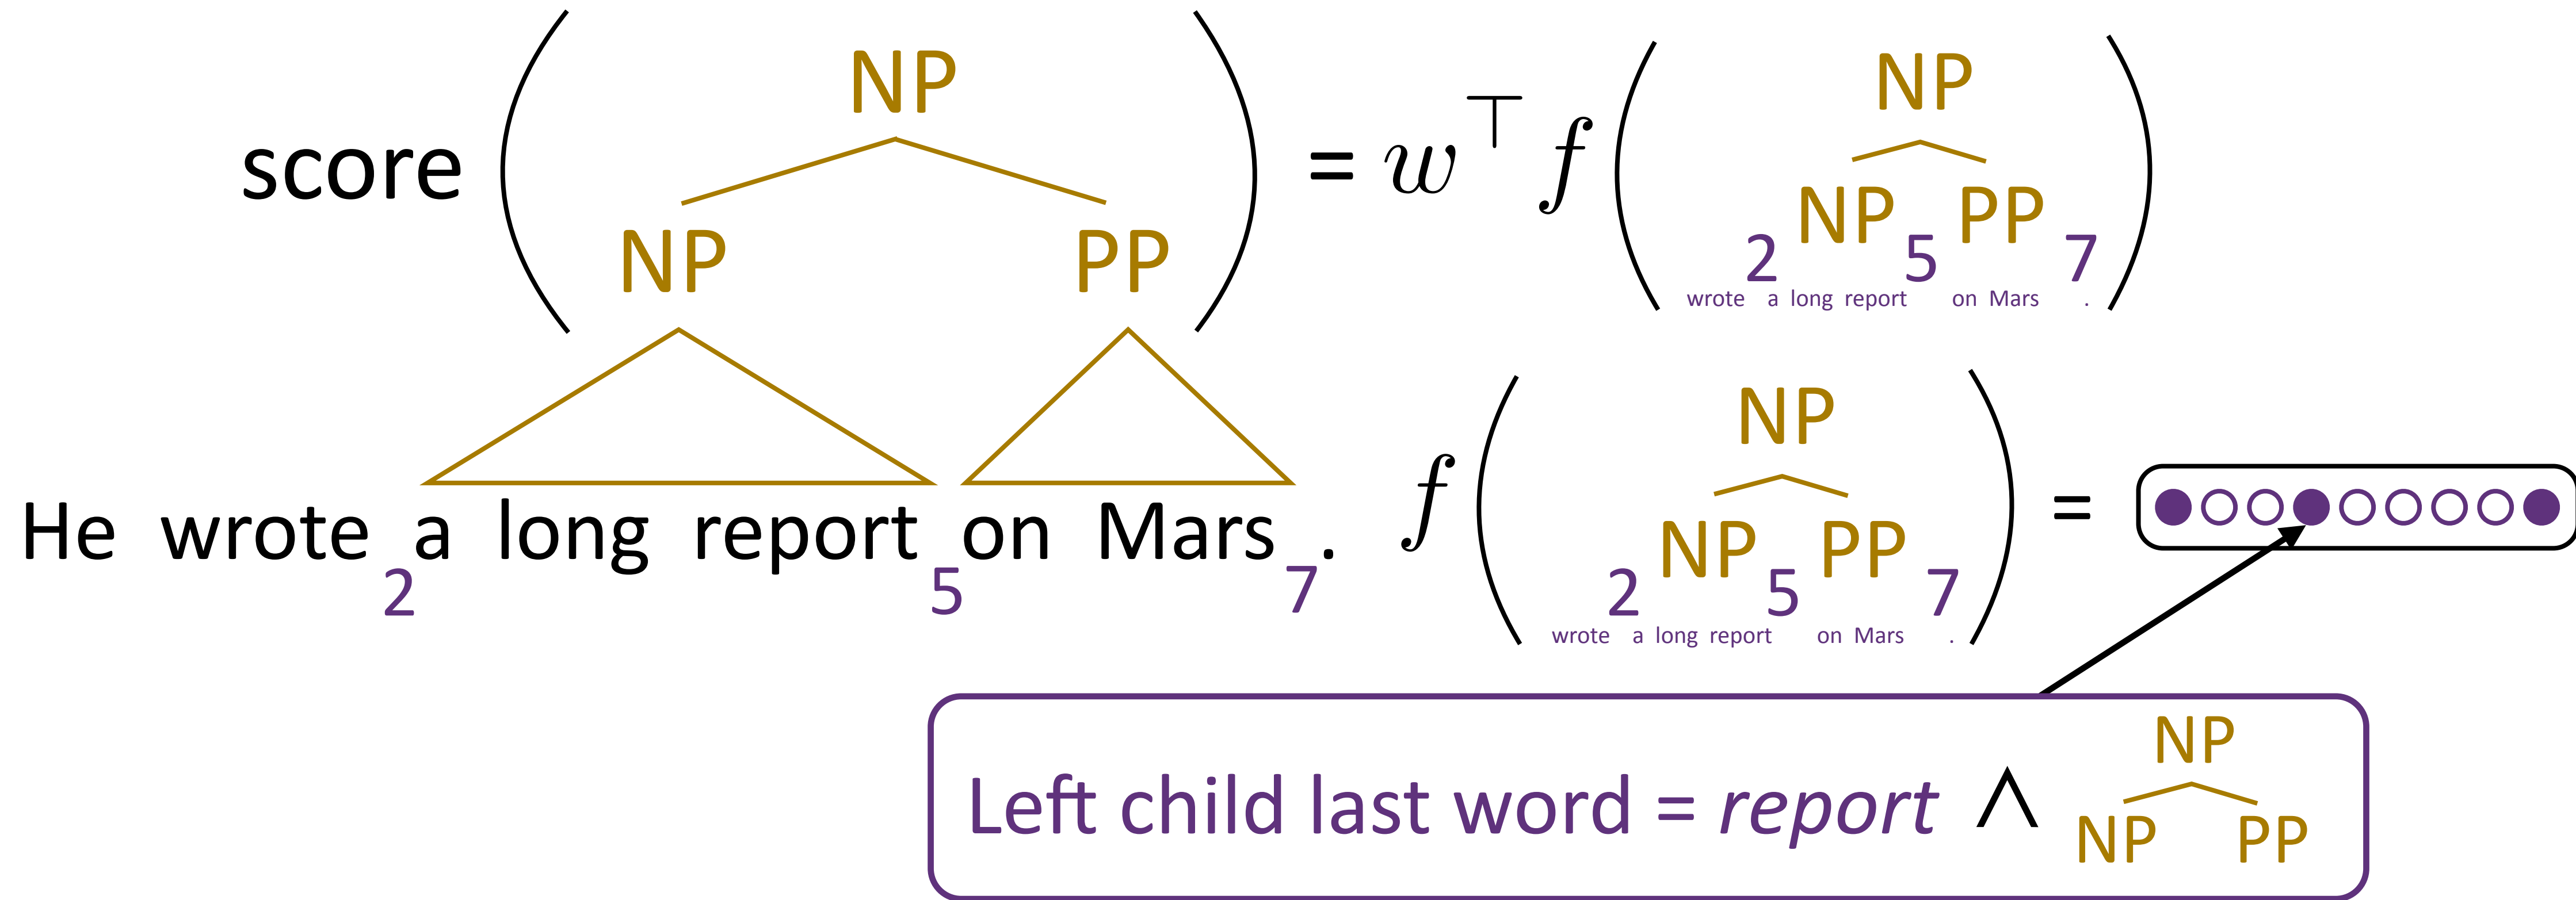 score ( NP NP PP ) = w⊤ f ( NP NP PP 2 5 7
wrote a long report on Mars . )
He wrote a long report on Mars .
2 5 7
f ( NP NP PP 2 5 7
wrote a long report on Mars . ) =
Left child last word = report ∧ NP NP PP